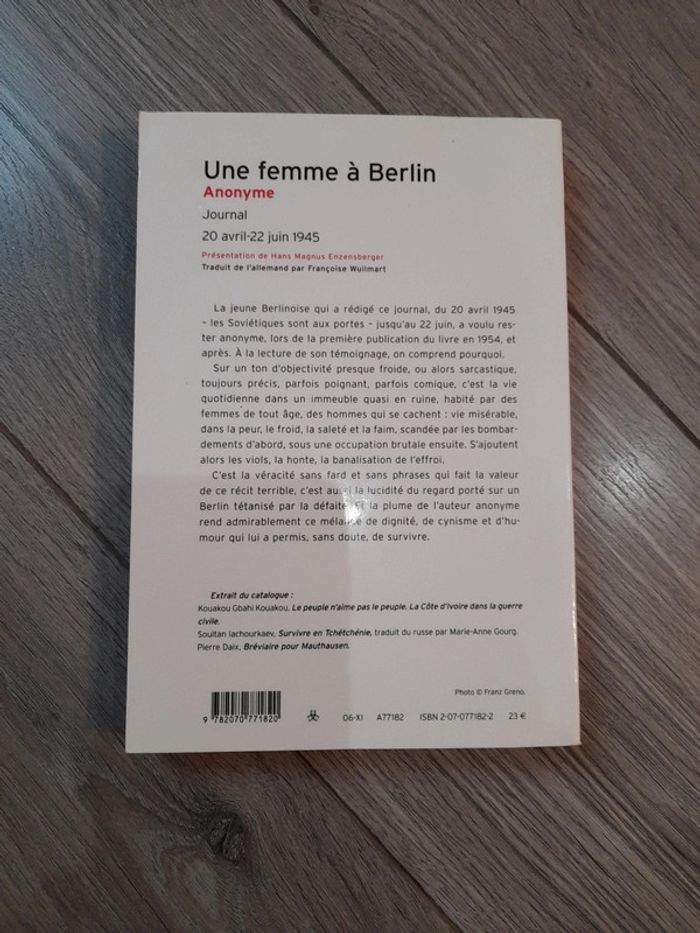 Une femme à Berlin
Anonyme
Journal
20 avril-22 juin 1945
Présentation de Hans Magnus Enzensberger
Traduit de l'allemand par Françoise Wuilmart
La jeune Berlinoise qui a rédigé ce journal, du 20 avril 1945
– les Soviétiques sont aux portes – jusqu'au 22 juin, a voulu res-
ter anonyme, lors de la première publication du livre en 1954, et
après. À la lecture de son témoignage, on comprend pourquoi.
Sur un ton d'objectivité presque froide, ou alors sarcastique,
toujours précis, parfois poignant, parfois comique, c'est la vie
quotidienne dans un immeuble quasi en ruine, habité par des
femmes de tout âge, des hommes qui se cachent : vie misérable,
dans la peur, le froid, la saleté et la faim, scandée par les bombar-
dements d'abord, sous une occupation brutale ensuite. S'ajoutent
alors les viols, la honte, la banalisation de l'effroi.
C'est la véracité sans fard et sans phrases qui fait la valeur
de ce récit terrible, c'est aussi la lucidité du regard porté sur un
Berlin tétanisé par la défaite. Et la plume de l'auteur anonyme
rend admirablement ce mélange de dignité, de cynisme et d'hu-
mour qui lui a permis, sans doute, de survivre.
Extrait du catalogue :
Kouakou Gbahi Kouakou, Le peuple n'aime pas le peuple. La Côte d'Ivoire dans la guerre
civile.
Soultan Iachourkaev, Survivre en Tchétchénie, traduit du russe par Marie-Anne Gourg.
Pierre Daix, Bréviaire pour Mauthausen.
Photo © Franz Greno.
9 782070 771820
06-XI A77182 ISBN 2-07-077182-2 23 €